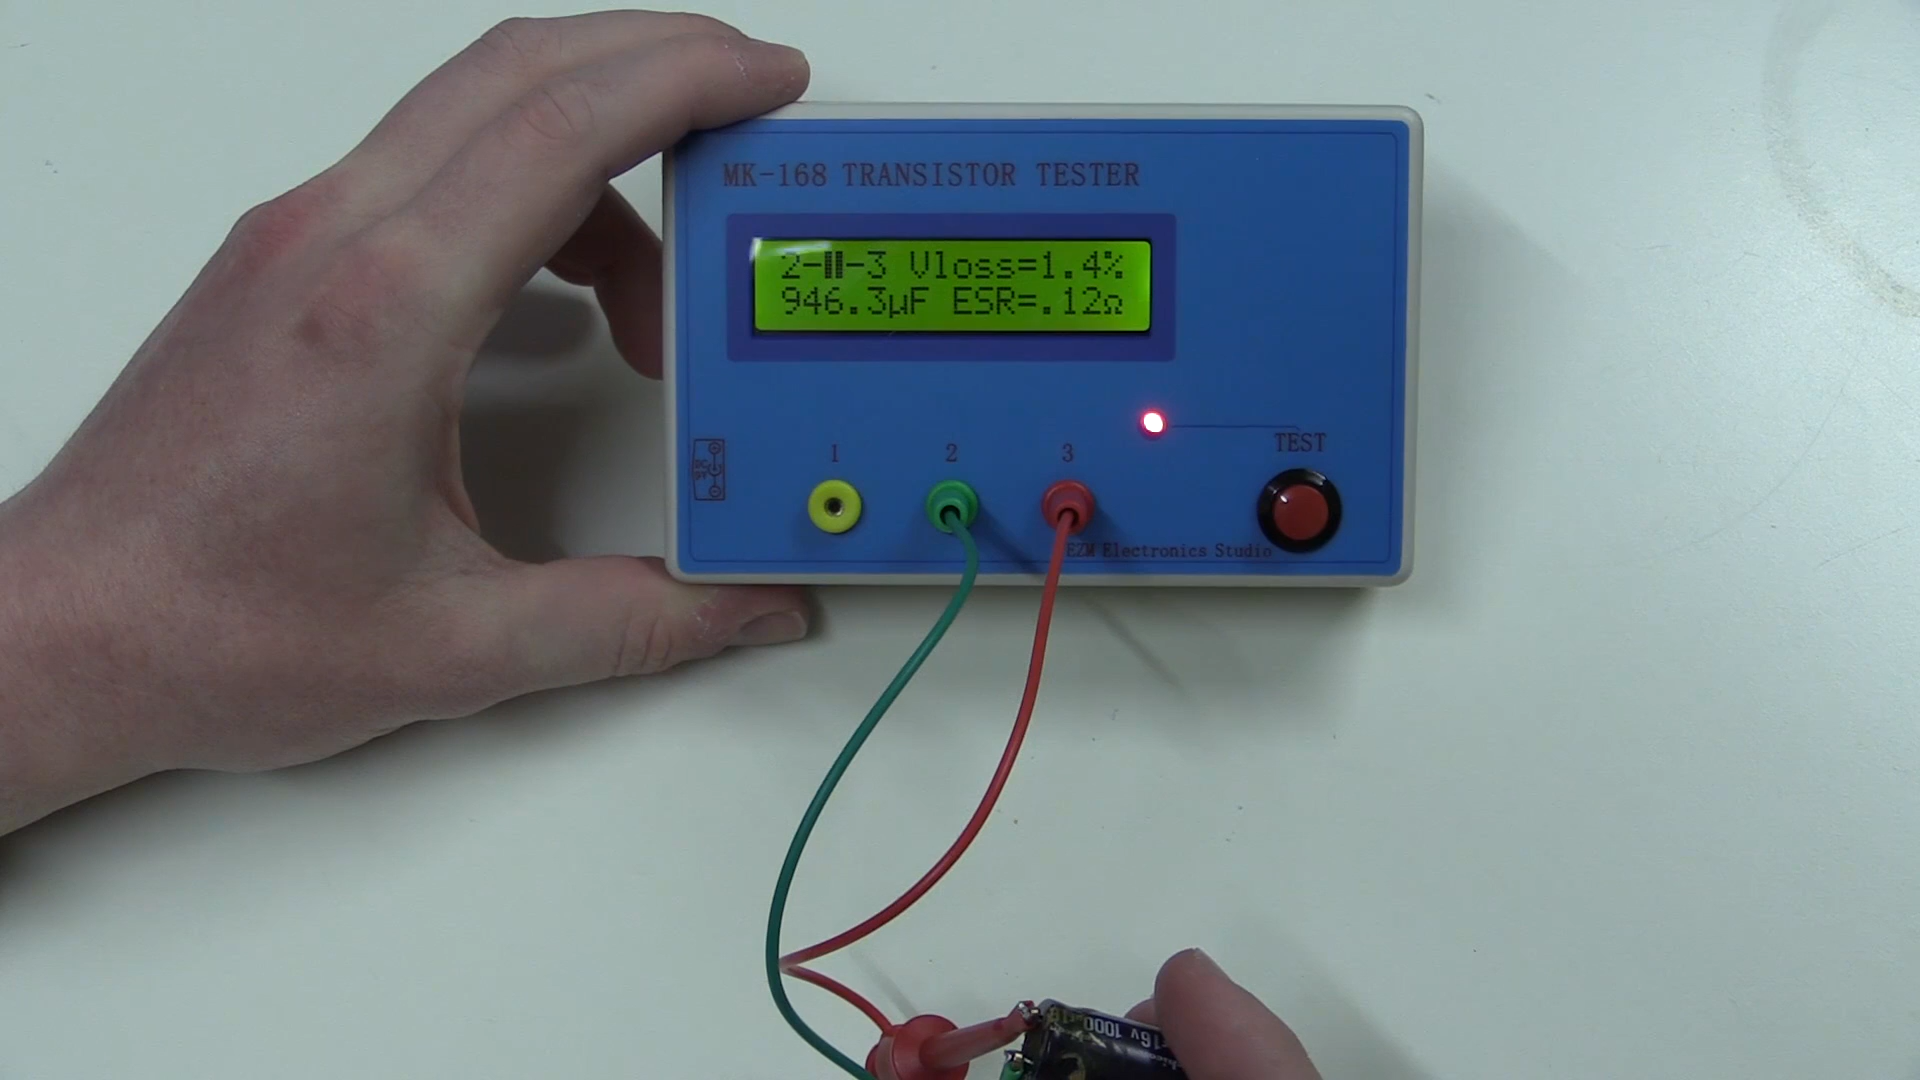 MK-168 TRANSISTOR TESTER
2-▮▮-3 Vloss=1.4%
946.3µF ESR=.12Ω
1
2
3
TEST
EZM Electronics Studio
16v 1000µ